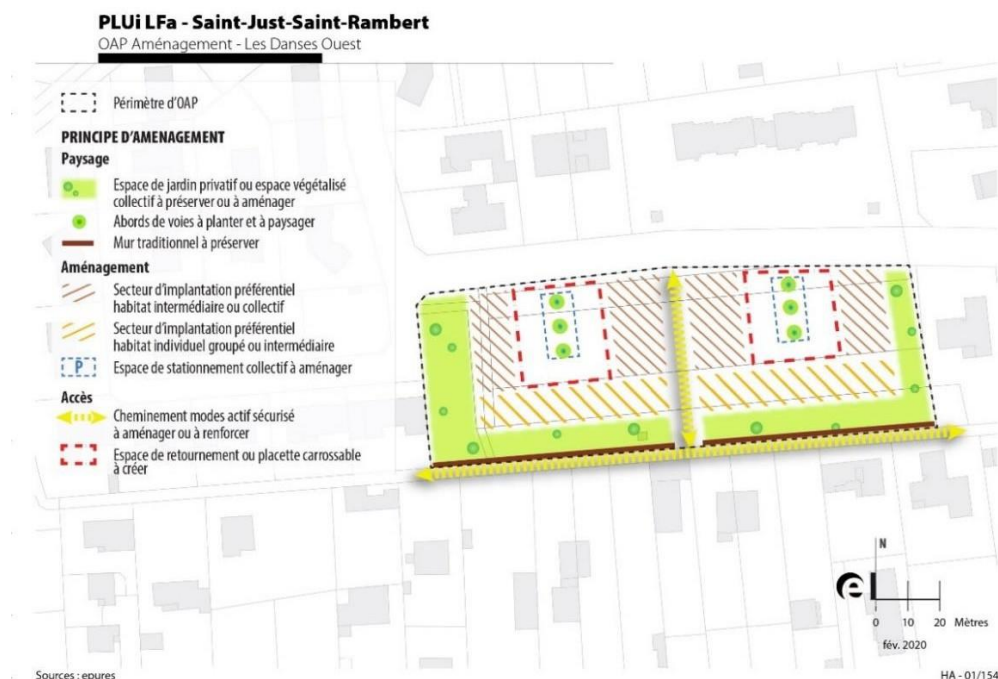 PLUi LFa - Saint-Just-Saint-Rambert
OAP Aménagement - Les Danses Ouest
Périmètre d'OAP
PRINCIPE D'AMENAGEMENT
Paysage
Espace de jardin privatif ou espace végétalisé
collectif à préserver ou à aménager
Abords de voies à planter et à paysager
Mur traditionnel à préserver
Aménagement
Secteur d'implantation préférentiel
habitat intermédiaire ou collectif
Secteur d'implantation préférentiel
habitat individuel groupé ou intermédiaire
P
Espace de stationnement collectif à aménager
Accès
Cheminement modes actif sécurisé
à aménager ou à renforcer
Espace de retournement ou placette carrossable
à créer
N
e
0 10 20 Mètres
fév. 2020
Sources : epures
HA - 01/154